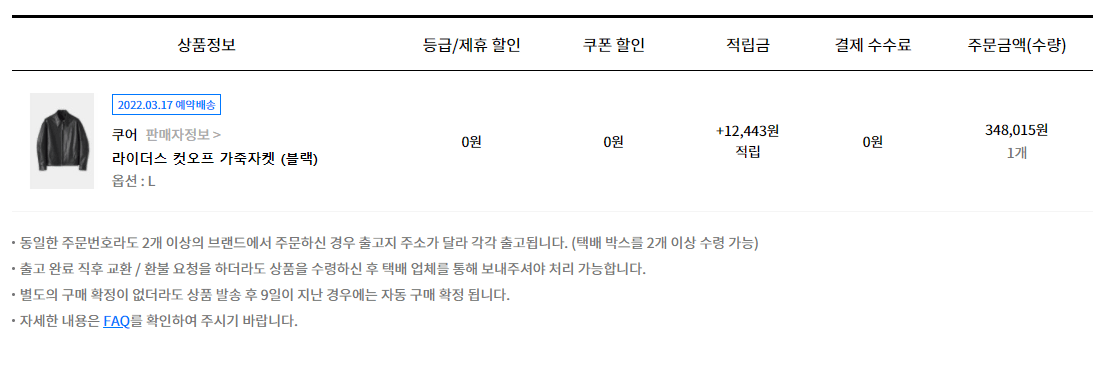 상품정보 등급/제휴 할인 쿠폰 할인 적립금 결제 수수료 주문금액(수량)
2022.03.17 예약배송
쿠어 판매자정보 >
라이더스 컷오프 가죽자켓 (블랙)
옵션 : L
0원
0원
+12,443원
적립
0원
348,015원
1개
• 동일한 주문번호라도 2개 이상의 브랜드에서 주문하신 경우 출고지 주소가 달라 각각 출고됩니다. (택배 박스를 2개 이상 수령 가능)
• 출고 완료 직후 교환 / 환불 요청을 하더라도 상품을 수령하신 후 택배 업체를 통해 보내주셔야 처리 가능합니다.
• 별도의 구매 확정이 없더라도 상품 발송 후 9일이 지난 경우에는 자동 구매 확정 됩니다.
• 자세한 내용은 FAQ를 확인하여 주시기 바랍니다.